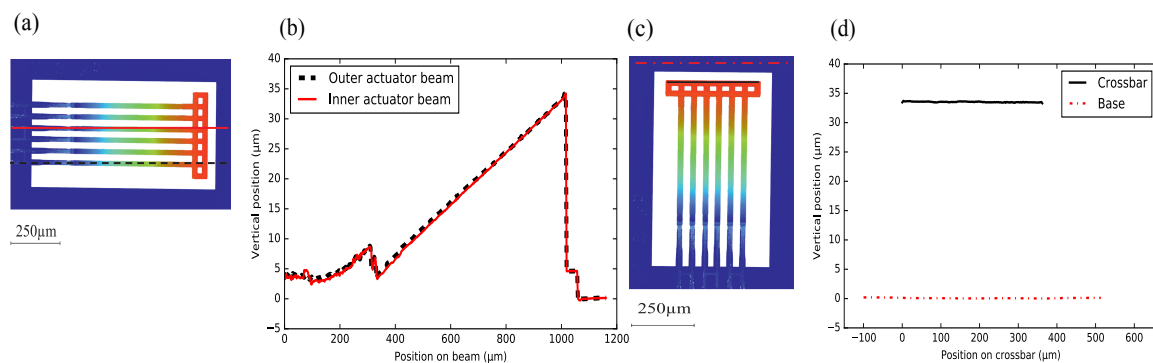 (a)
250μm
(b)
Vertical position (μm)
40
35
30
25
20
15
10
5
0
−5
Outer actuator beam
Inner actuator beam
0 200 400 600 800 1000 1200
Position on beam (μm)
(c)
250μm
(d)
Vertical position (μm)
40
35
30
25
20
15
10
5
0
−5
Crossbar
Base
−100 0 100 200 300 400 500 600
Position on crossbar (μm)